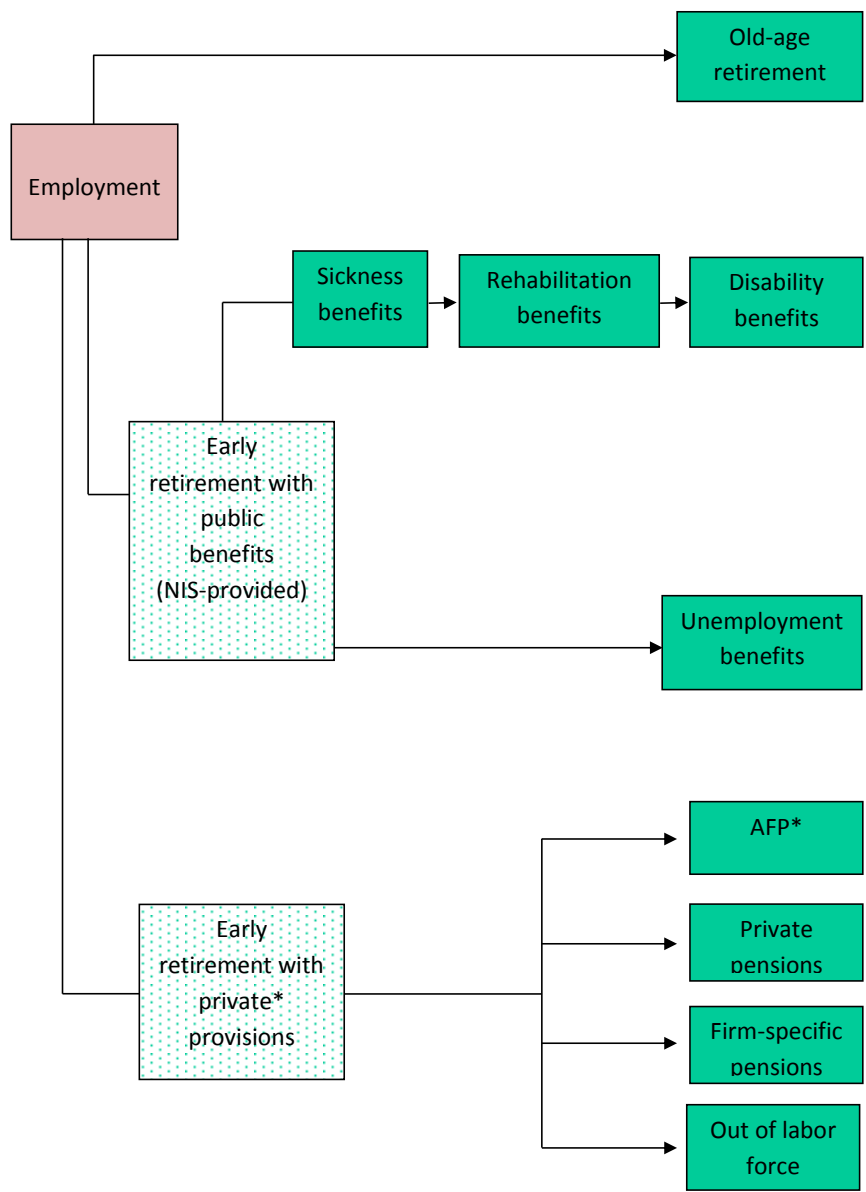 Old-age
retirement
Employment
Sickness
benefits
Rehabilitation
benefits
Disability
benefits
Early
retirement with
public
benefits
(NIS-provided)
Unemployment
benefits
AFP*
Early
retirement with
private*
provisions
Private
pensions
Firm-specific
pensions
Out of labor
force